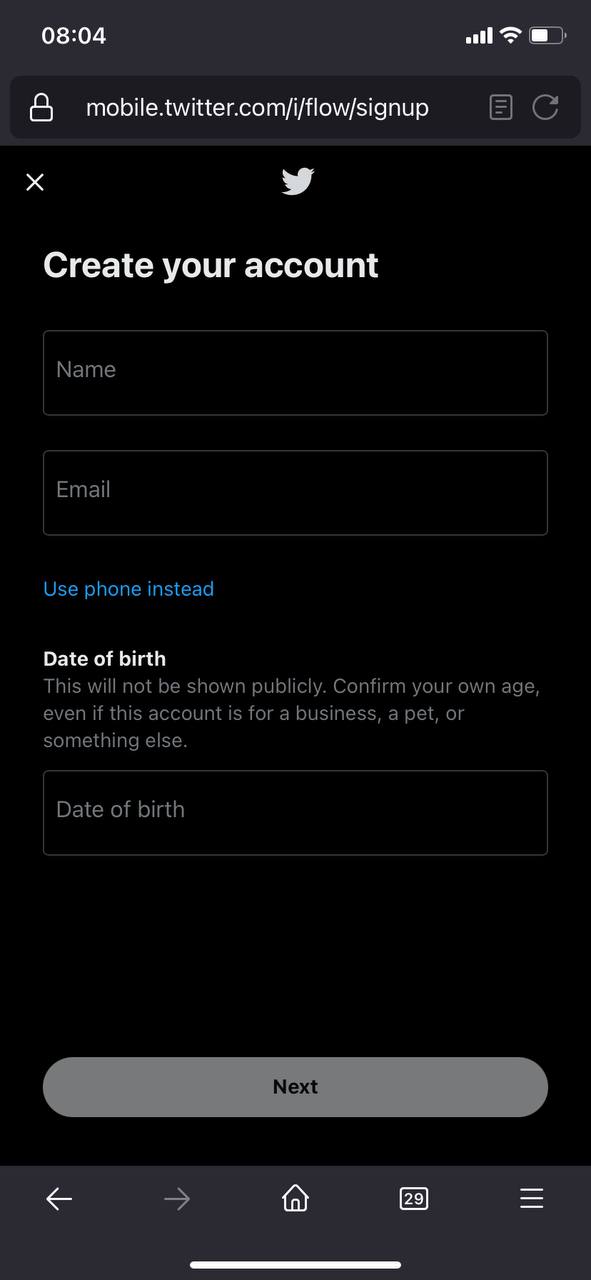 08:04
mobile.twitter.com/i/flow/signup
Create your account
Name
Email
Use phone instead
Date of birth
This will not be shown publicly. Confirm your own age,
even if this account is for a business, a pet, or
something else.
Date of birth
Next
29